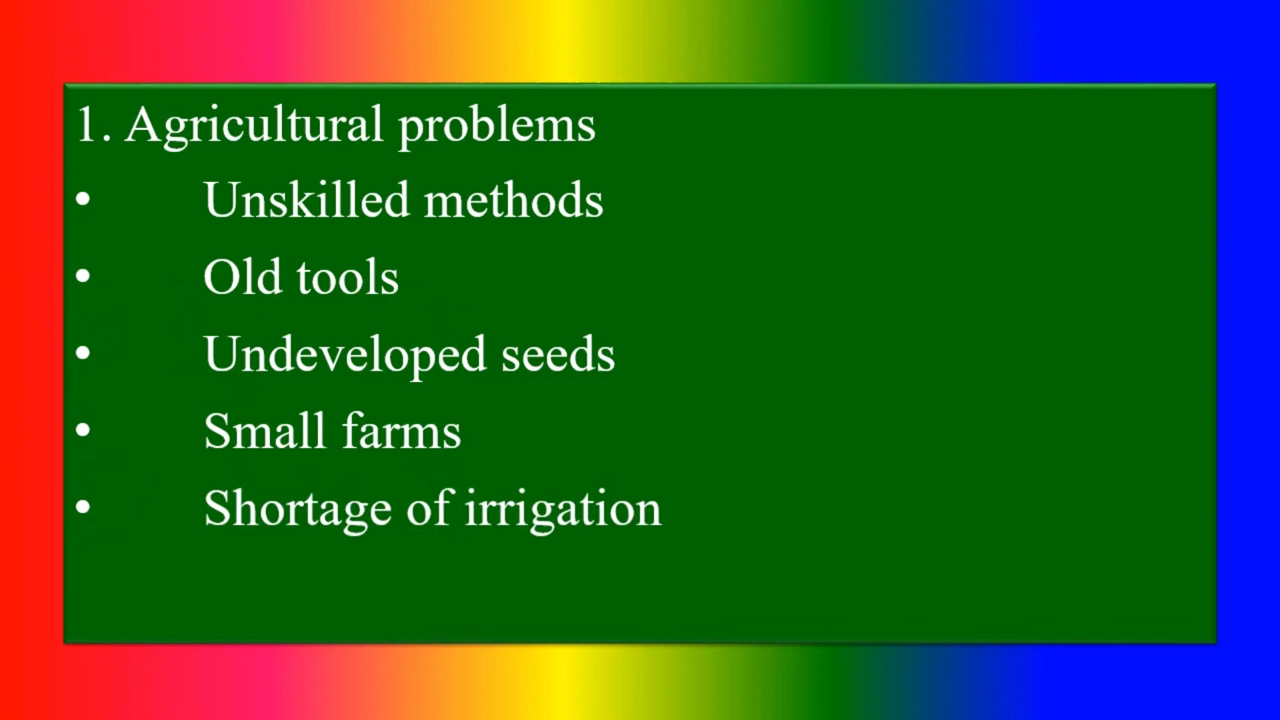 1. Agricultural problems
• Unskilled methods
• Old tools
• Undeveloped seeds
• Small farms
• Shortage of irrigation